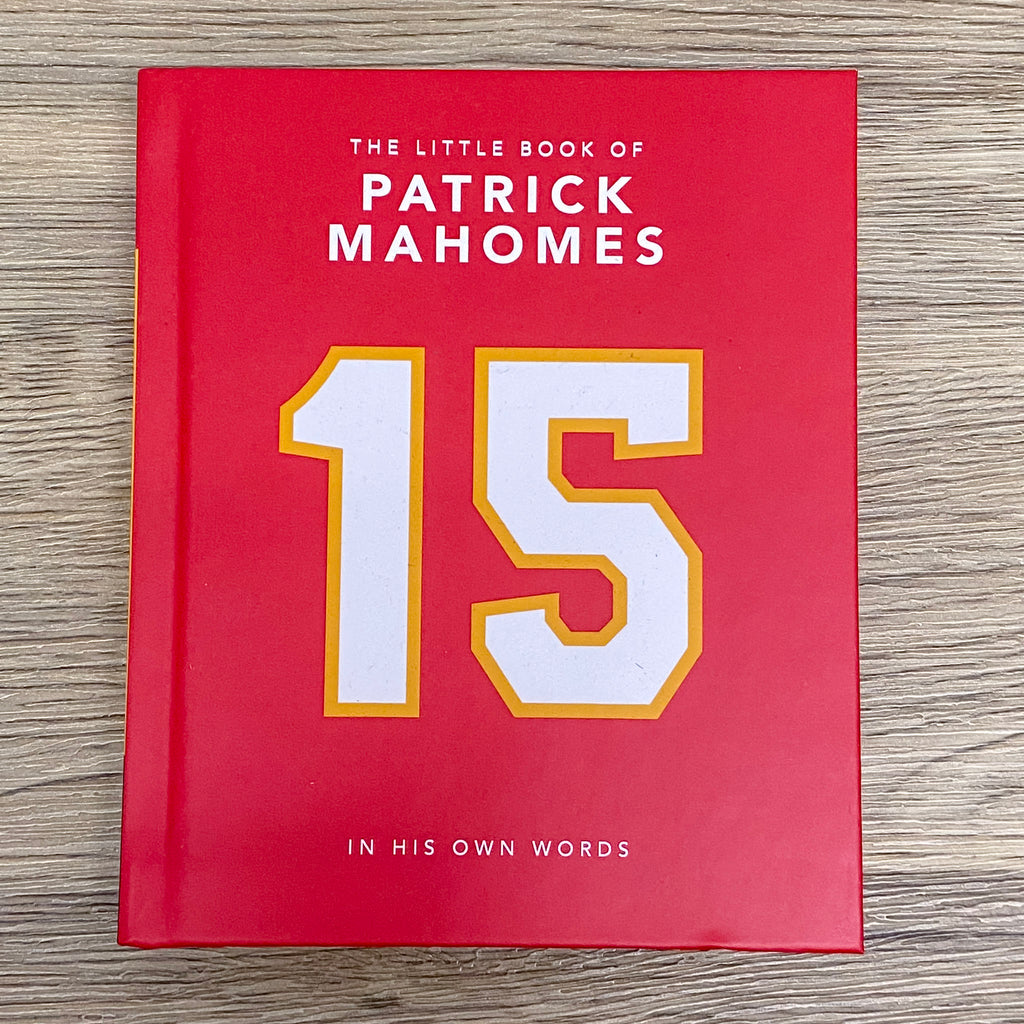 THE LITTLE BOOK OF
PATRICK
MAHOMES
15
IN HIS OWN WORDS